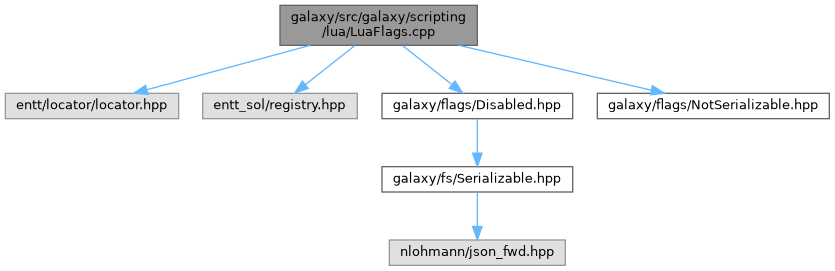 galaxy/src/galaxy/scripting
/lua/LuaFlags.cpp
entt/locator/locator.hpp
entt_sol/registry.hpp
galaxy/flags/Disabled.hpp
galaxy/flags/NotSerializable.hpp
galaxy/fs/Serializable.hpp
nlohmann/json_fwd.hpp